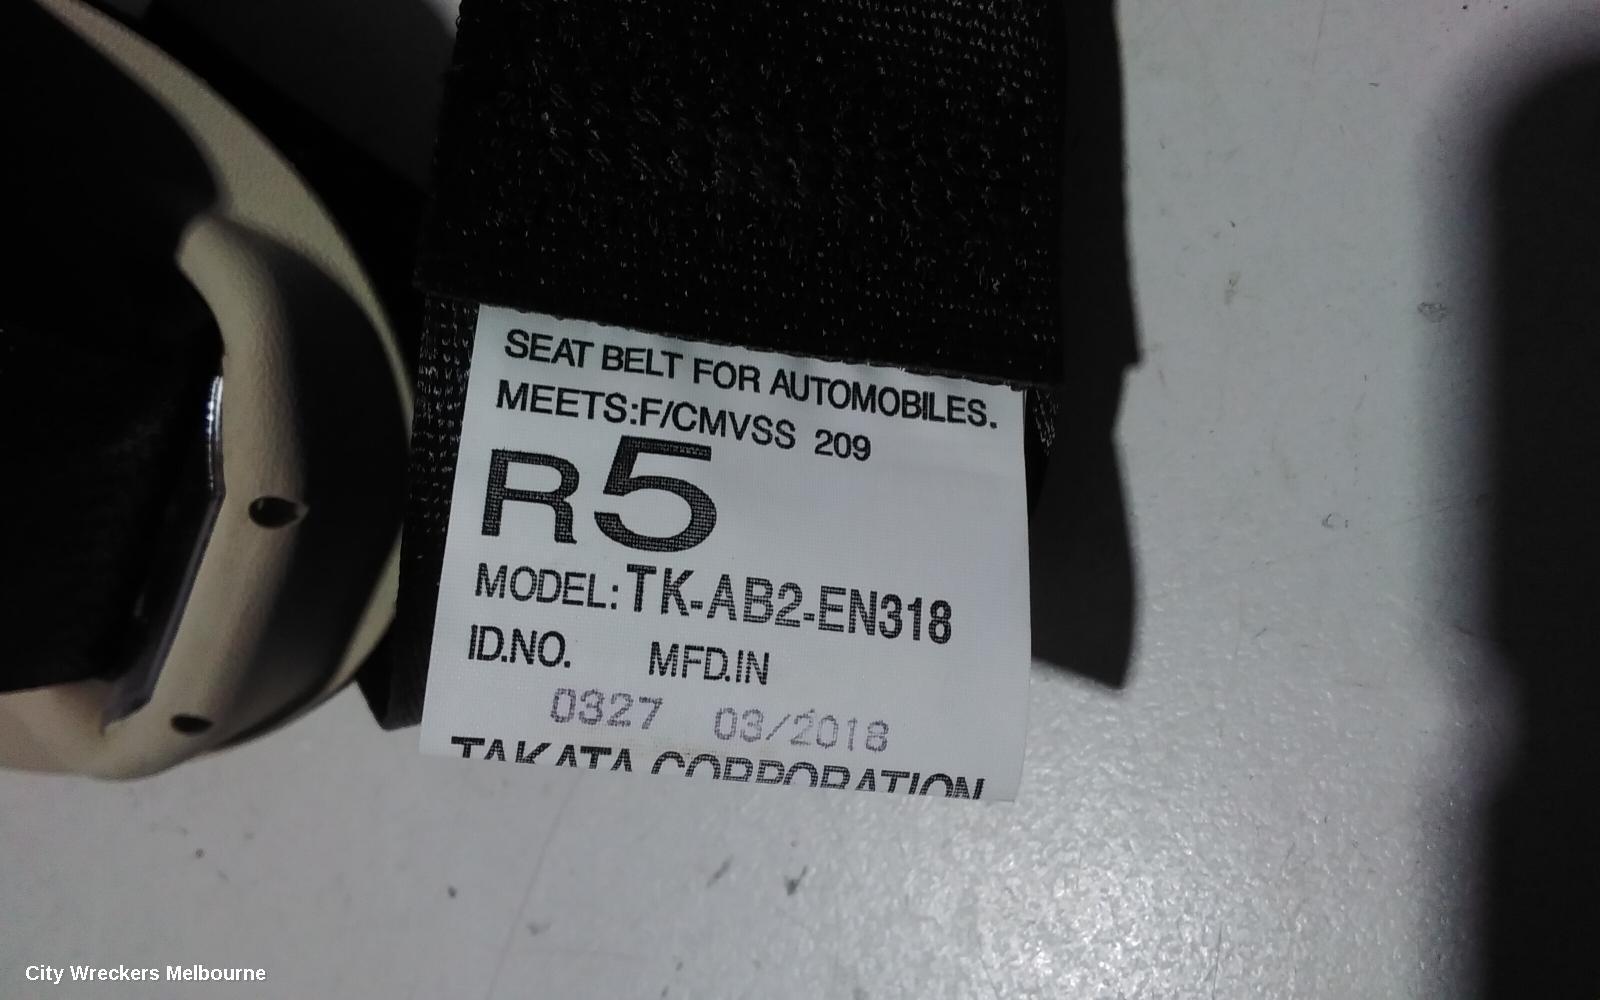 SEAT BELT FOR AUTOMOBILES.
MEETS:F/CMVSS 209
R5
MODEL:TK-AB2-EN318
ID.NO. MFD.IN
0327 03/2018
TAKATA CORPORATION
City Wreckers Melbourne